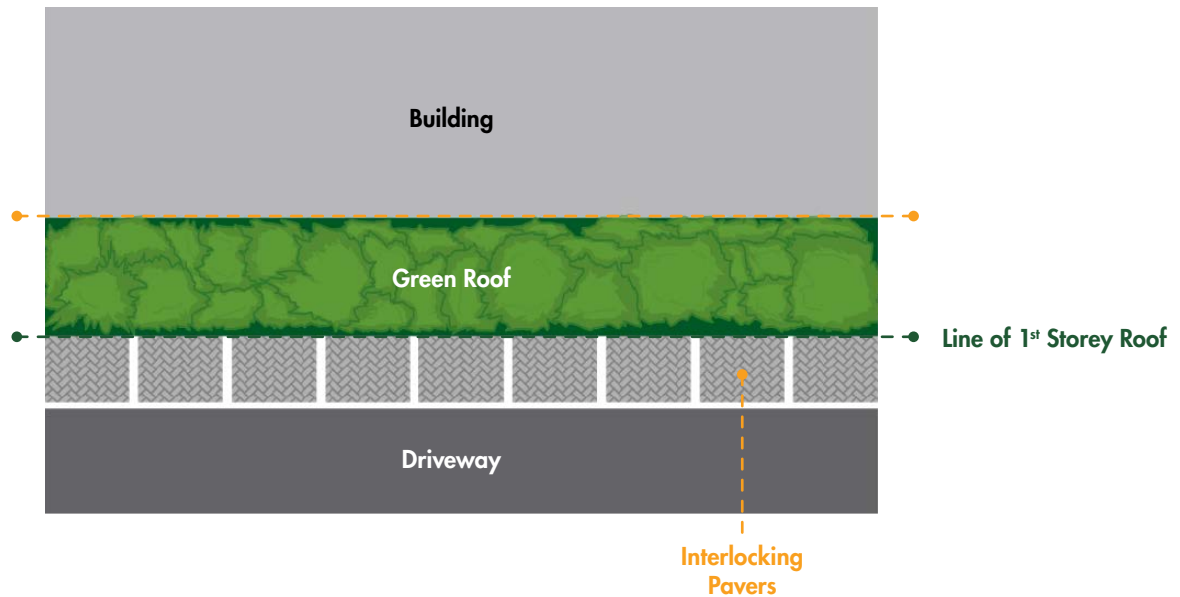 Building
Green Roof
Line of 1st Storey Roof
Driveway
Interlocking
Pavers